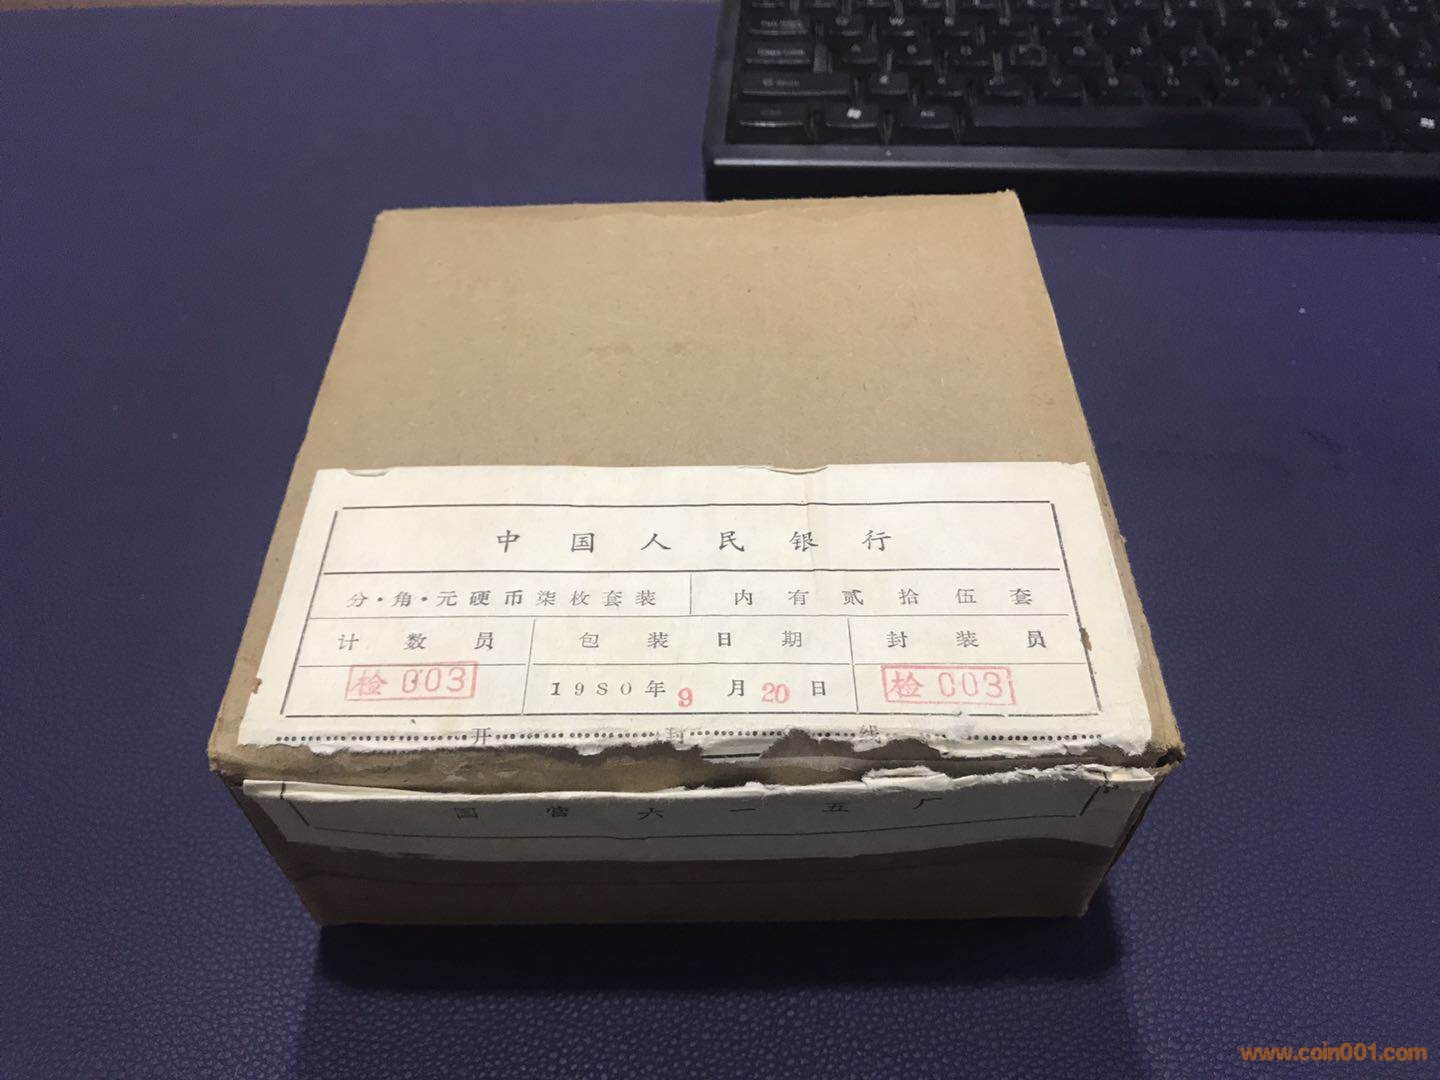 中国人民银行
分·角·元硬币柒枚套装 内有贰拾伍套
计数员 包装日期 封装员
检003 1980年9月20日 检003
开封线
国营六一五厂
www.coin001.com